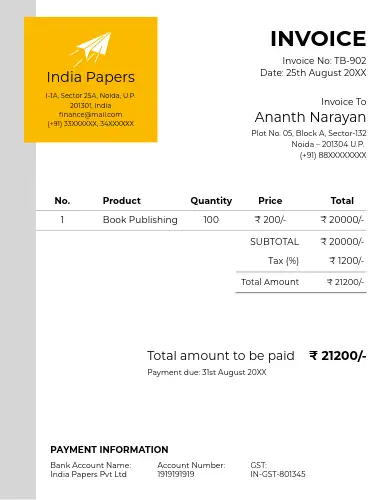 INVOICE
India Papers
I-1A, Sector 25A, Noida, U.P.
201301, India
finance@mail.com
(+91) 33XXXXXX, 34XXXXXX
Invoice No: TB-902
Date: 25th August 20XX
Invoice To
Ananth Narayan
Plot No. 05, Block A, Sector-132
Noida – 201304 U.P.
(+91) 88XXXXXXXX
No. Product Quantity Price Total
1 Book Publishing 100 ₹ 200/- ₹ 20000/-
SUBTOTAL ₹ 20000/-
Tax (%) ₹ 1200/-
Total Amount ₹ 21200/-
Total amount to be paid ₹ 21200/-
Payment due: 31st August 20XX
PAYMENT INFORMATION
Bank Account Name: Account Number: GST:
India Papers Pvt Ltd 1919191919 IN-GST-801345